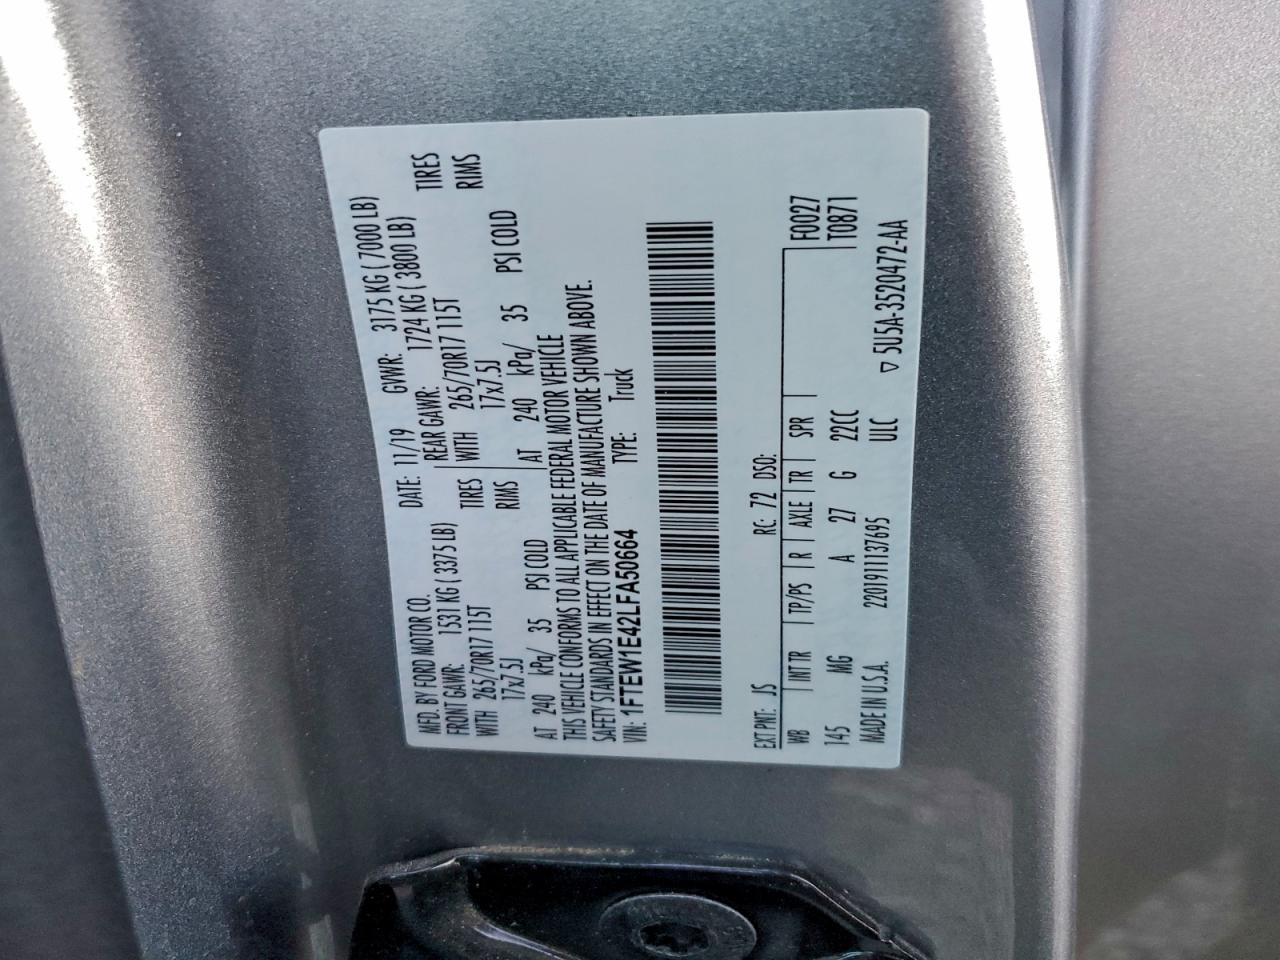 MFD. BY FORD MOTOR CO.
DATE: 11/19 GVWR: 3175 KG ( 7000 LB)
FRONT GAWR: 1531 KG ( 3375 LB) REAR GAWR: 1724 KG ( 3800 LB)
WITH 265/70R17 115T TIRES WITH 265/70R17 115T TIRES
17x7.5J RIMS 17x7.5J RIMS
AT 240 kPa/ 35 PSI COLD AT 240 kPa/ 35 PSI COLD
THIS VEHICLE CONFORMS TO ALL APPLICABLE FEDERAL MOTOR VEHICLE
SAFETY STANDARDS IN EFFECT ON THE DATE OF MANUFACTURE SHOWN ABOVE.
VIN: 1FTEW1E42LFA50664 TYPE: Truck
EXT PNT: JS RC: 72 DSO:
WB INT TR TP/PS R AXLE TR SPR F0027
145 MG A 27 G 22CC T0871
MADE IN U.S.A. 2201911137695 ULC ▽ 5U5A-3520472-AA